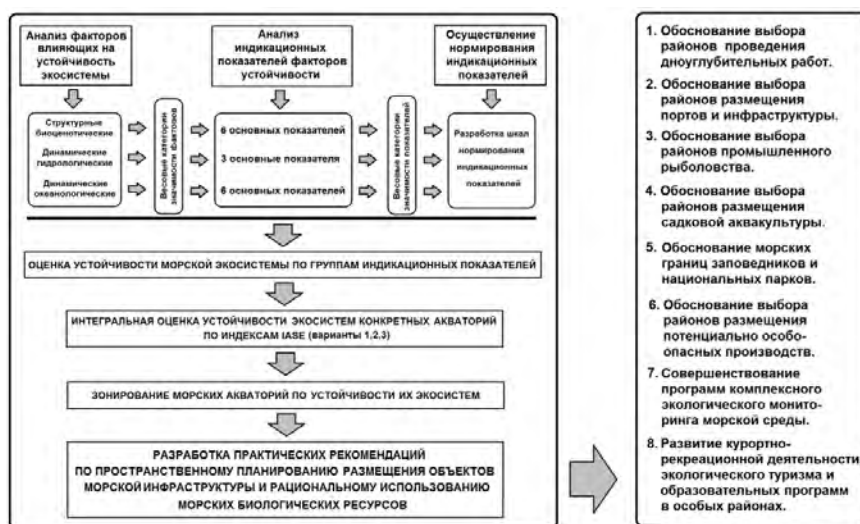 Анализ факторов
влияющих на
устойчивость
экосистемы
Анализ
индикационных
показателей факторов
устойчивости
Осуществление
нормирования
индикационных
показателей
Структурные
биоценотические
Динамические
гидрологические
Динамические
океанологические
Весовые категории
значимости факторов
6 основных показателей
3 основные показателя
6 основных показателей
Весовые категории
значимости показателей
Разработка шкал
нормирования
индикационных
показателей
ОЦЕНКА УСТОЙЧИВОСТИ МОРСКОЙ ЭКОСИСТЕМЫ ПО ГРУППАМ ИНДИКАЦИОННЫХ ПОКАЗАТЕЛЕЙ
ИНТЕГРАЛЬНАЯ ОЦЕНКА УСТОЙЧИВОСТИ ЭКОСИСТЕМ КОНКРЕТНЫХ АКВАТОРИЙ
ПО ИНДЕКСАМ IASE (варианты 1,2,3)
ЗОНИРОВАНИЕ МОРСКИХ АКВАТОРИЙ ПО УСТОЙЧИВОСТИ ИХ ЭКОСИСТЕМ
РАЗРАБОТКА ПРАКТИЧЕСКИХ РЕКОМЕНДАЦИЙ
ПО ПРОСТРАНСТВЕННОМУ ПЛАНИРОВАНИЮ РАЗМЕЩЕНИЯ ОБЪЕКТОВ
МОРСКОЙ ИНФРАСТРУКТУРЫ И РАЦИОНАЛЬНОМУ ИСПОЛЬЗОВАНИЮ
МОРСКИХ БИОЛОГИЧЕСКИХ РЕСУРСОВ
1. Обоснование выбора
районов проведения
дноуглубительных работ.
2. Обоснование выбора
районов размещения
портов и инфраструктуры.
3. Обоснование выбора
районов промышленного
рыболовства.
4. Обоснование выбора
районов размещения
садковой аквакультуры.
5. Обоснование морских
границ заповедников и
национальных парков.
6. Обоснование выбора
районов размещения
потенциально особо-
опасных производств.
7. Совершенствование
программ комплексного
экологического монито-
ринга морской среды.
8. Развитие курортно-
рекреационной деятельности
экологического туризма и
образовательных программ
в особых районах.